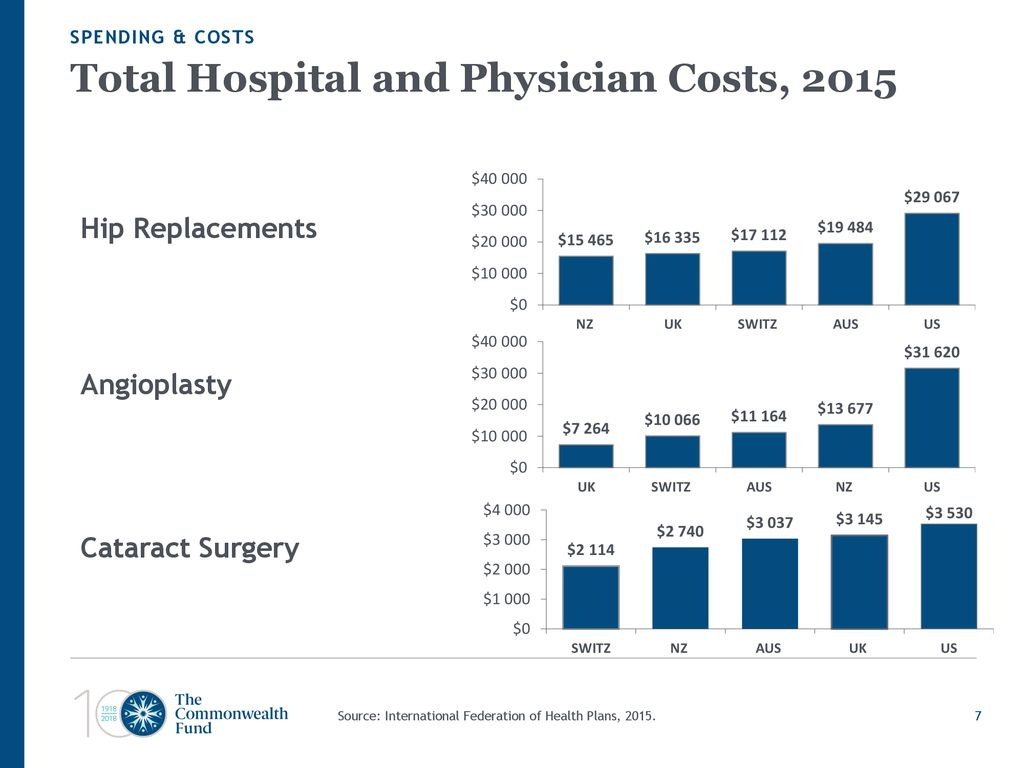 SPENDING & COSTS
Total Hospital and Physician Costs, 2015
Hip Replacements
$40 000
$30 000
$20 000
$10 000
$0
$15 465
$16 335
$17 112
$19 484
$29 067
NZ UK SWITZ AUS US
Angioplasty
$40 000
$30 000
$20 000
$10 000
$0
$7 264
$10 066
$11 164
$13 677
$31 620
UK SWITZ AUS NZ US
Cataract Surgery
$4 000
$3 000
$2 000
$1 000
$0
$2 114
$2 740
$3 037
$3 145
$3 530
SWITZ NZ AUS UK US
100
1918
2018
The
Commonwealth
Fund
Source: International Federation of Health Plans, 2015.
7